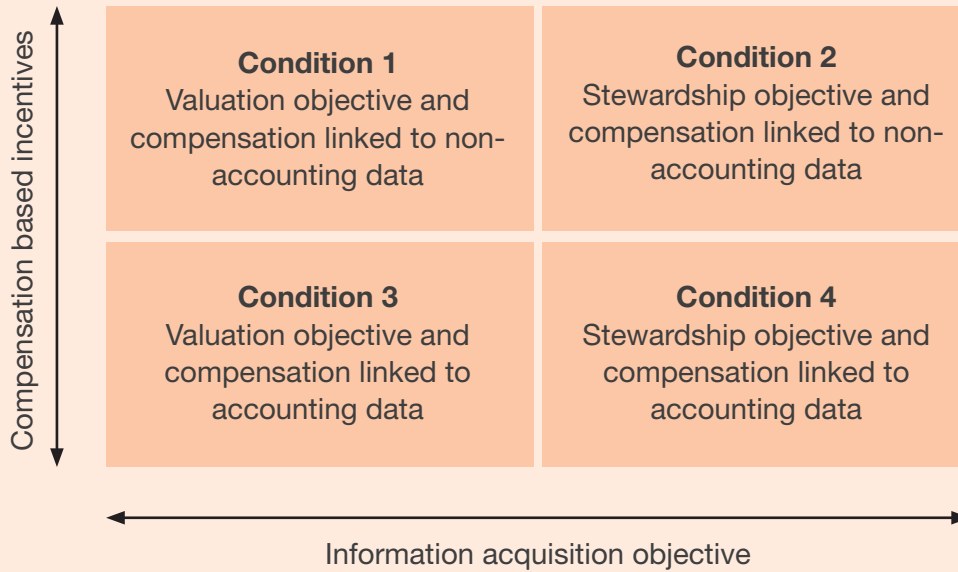 Compensation based incentives
Condition 1
Valuation objective and
compensation linked to non-
accounting data
Condition 2
Stewardship objective and
compensation linked to non-
accounting data
Condition 3
Valuation objective and
compensation linked to
accounting data
Condition 4
Stewardship objective and
compensation linked to
accounting data
Information acquisition objective